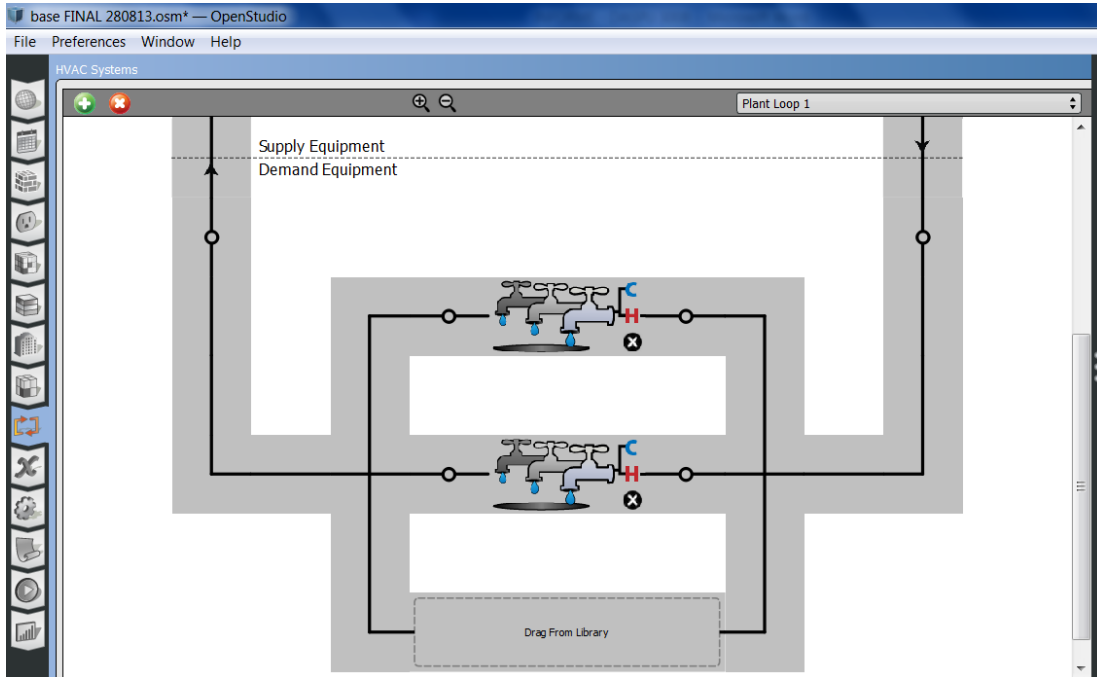 base FINAL 280813.osm* — OpenStudio
File Preferences Window Help
HVAC Systems
Plant Loop 1
Supply Equipment
Demand Equipment
C
H
C
H
Drag From Library